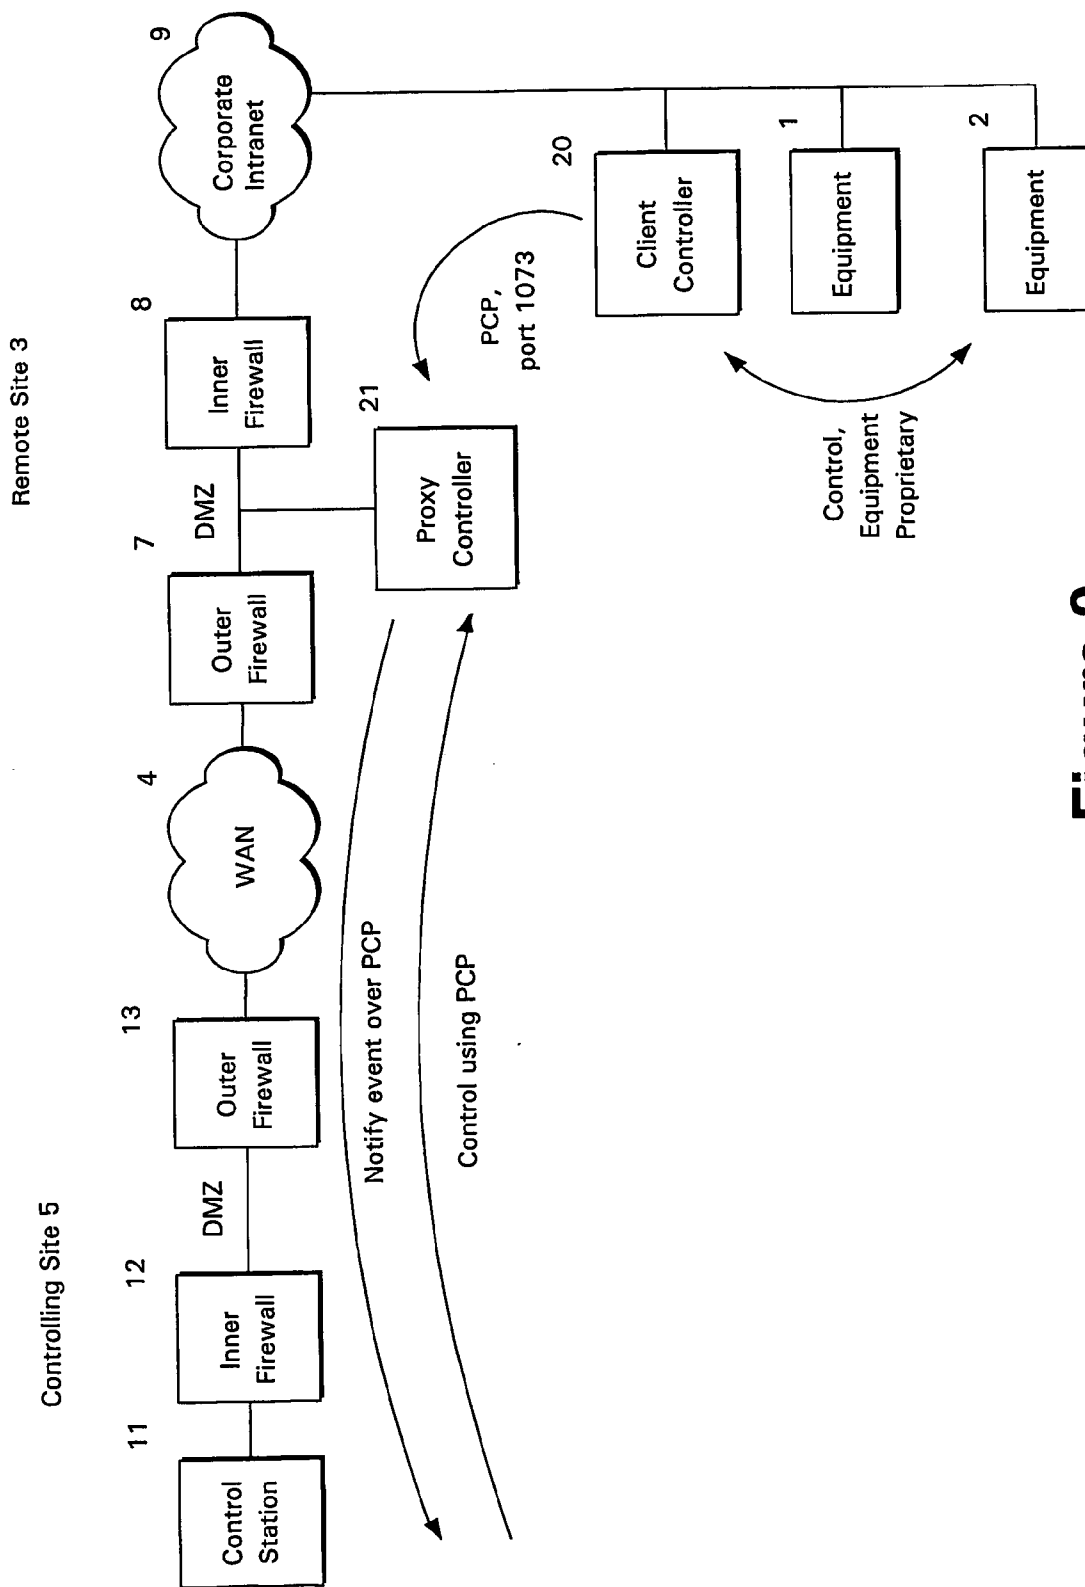 Controlling Site 5
Remote Site 3
11
12
13
4
7
8
9
Control
Station
Inner
Firewall
DMZ
Outer
Firewall
WAN
Outer
Firewall
DMZ
Inner
Firewall
Corporate
Intranet
Notify event over PCP
Control using PCP
21
Proxy
Controller
PCP,
port 1073
20
Client
Controller
1
Equipment
2
Equipment
Control,
Equipment
Proprietary